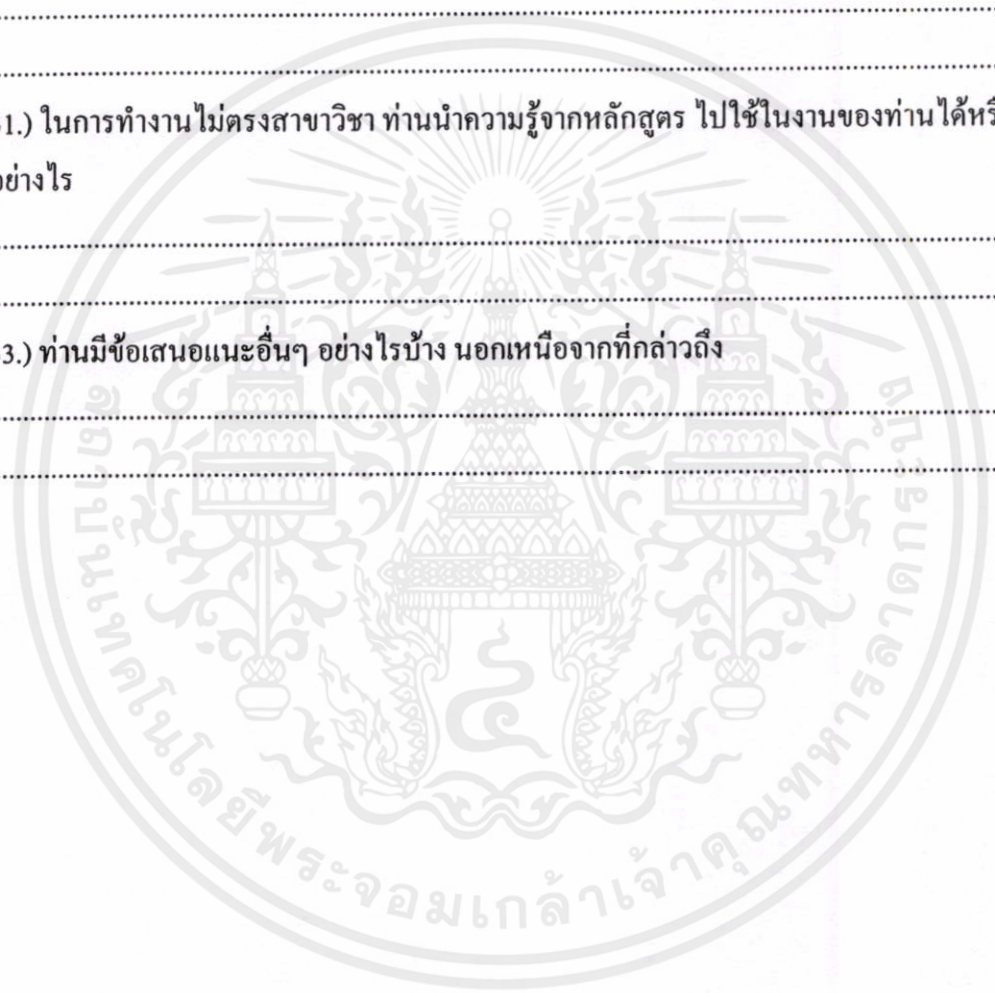 1.) ในการทำงานไม่ตรงสาขาวิชา ท่านนำความรู้จากหลักสูตร ไปใช้ในงานของท่านได้หรื
อย่างไร
3.) ท่านมีข้อเสนอแนะอื่นๆ อย่างไรบ้าง นอกเหนือจากที่กล่าวถึง
สถาบันเทคโนโลยีพระจอมเกล้าเจ้าคุณทหารลาดกระบัง